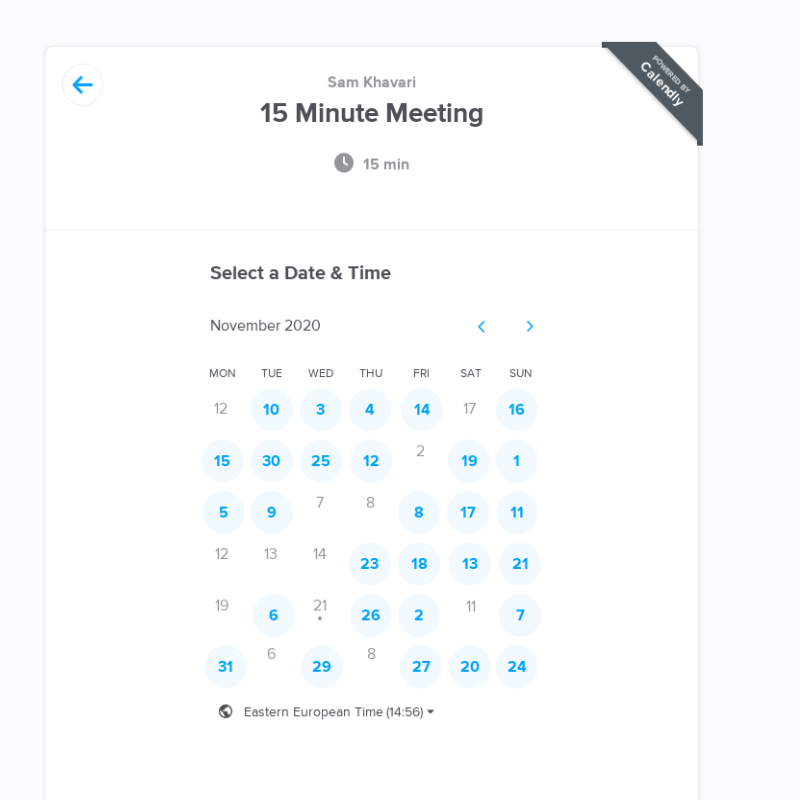 POWERED BY
Calendly
Sam Khavari
15 Minute Meeting
15 min
Select a Date & Time
November 2020
MON TUE WED THU FRI SAT SUN
12 10 3 4 14 17 16
15 30 25 12 2 19 1
5 9 7 8 8 17 11
12 13 14 23 18 13 21
19 6 21 26 2 11 7
31 6 29 8 27 20 24
Eastern European Time (14:56)